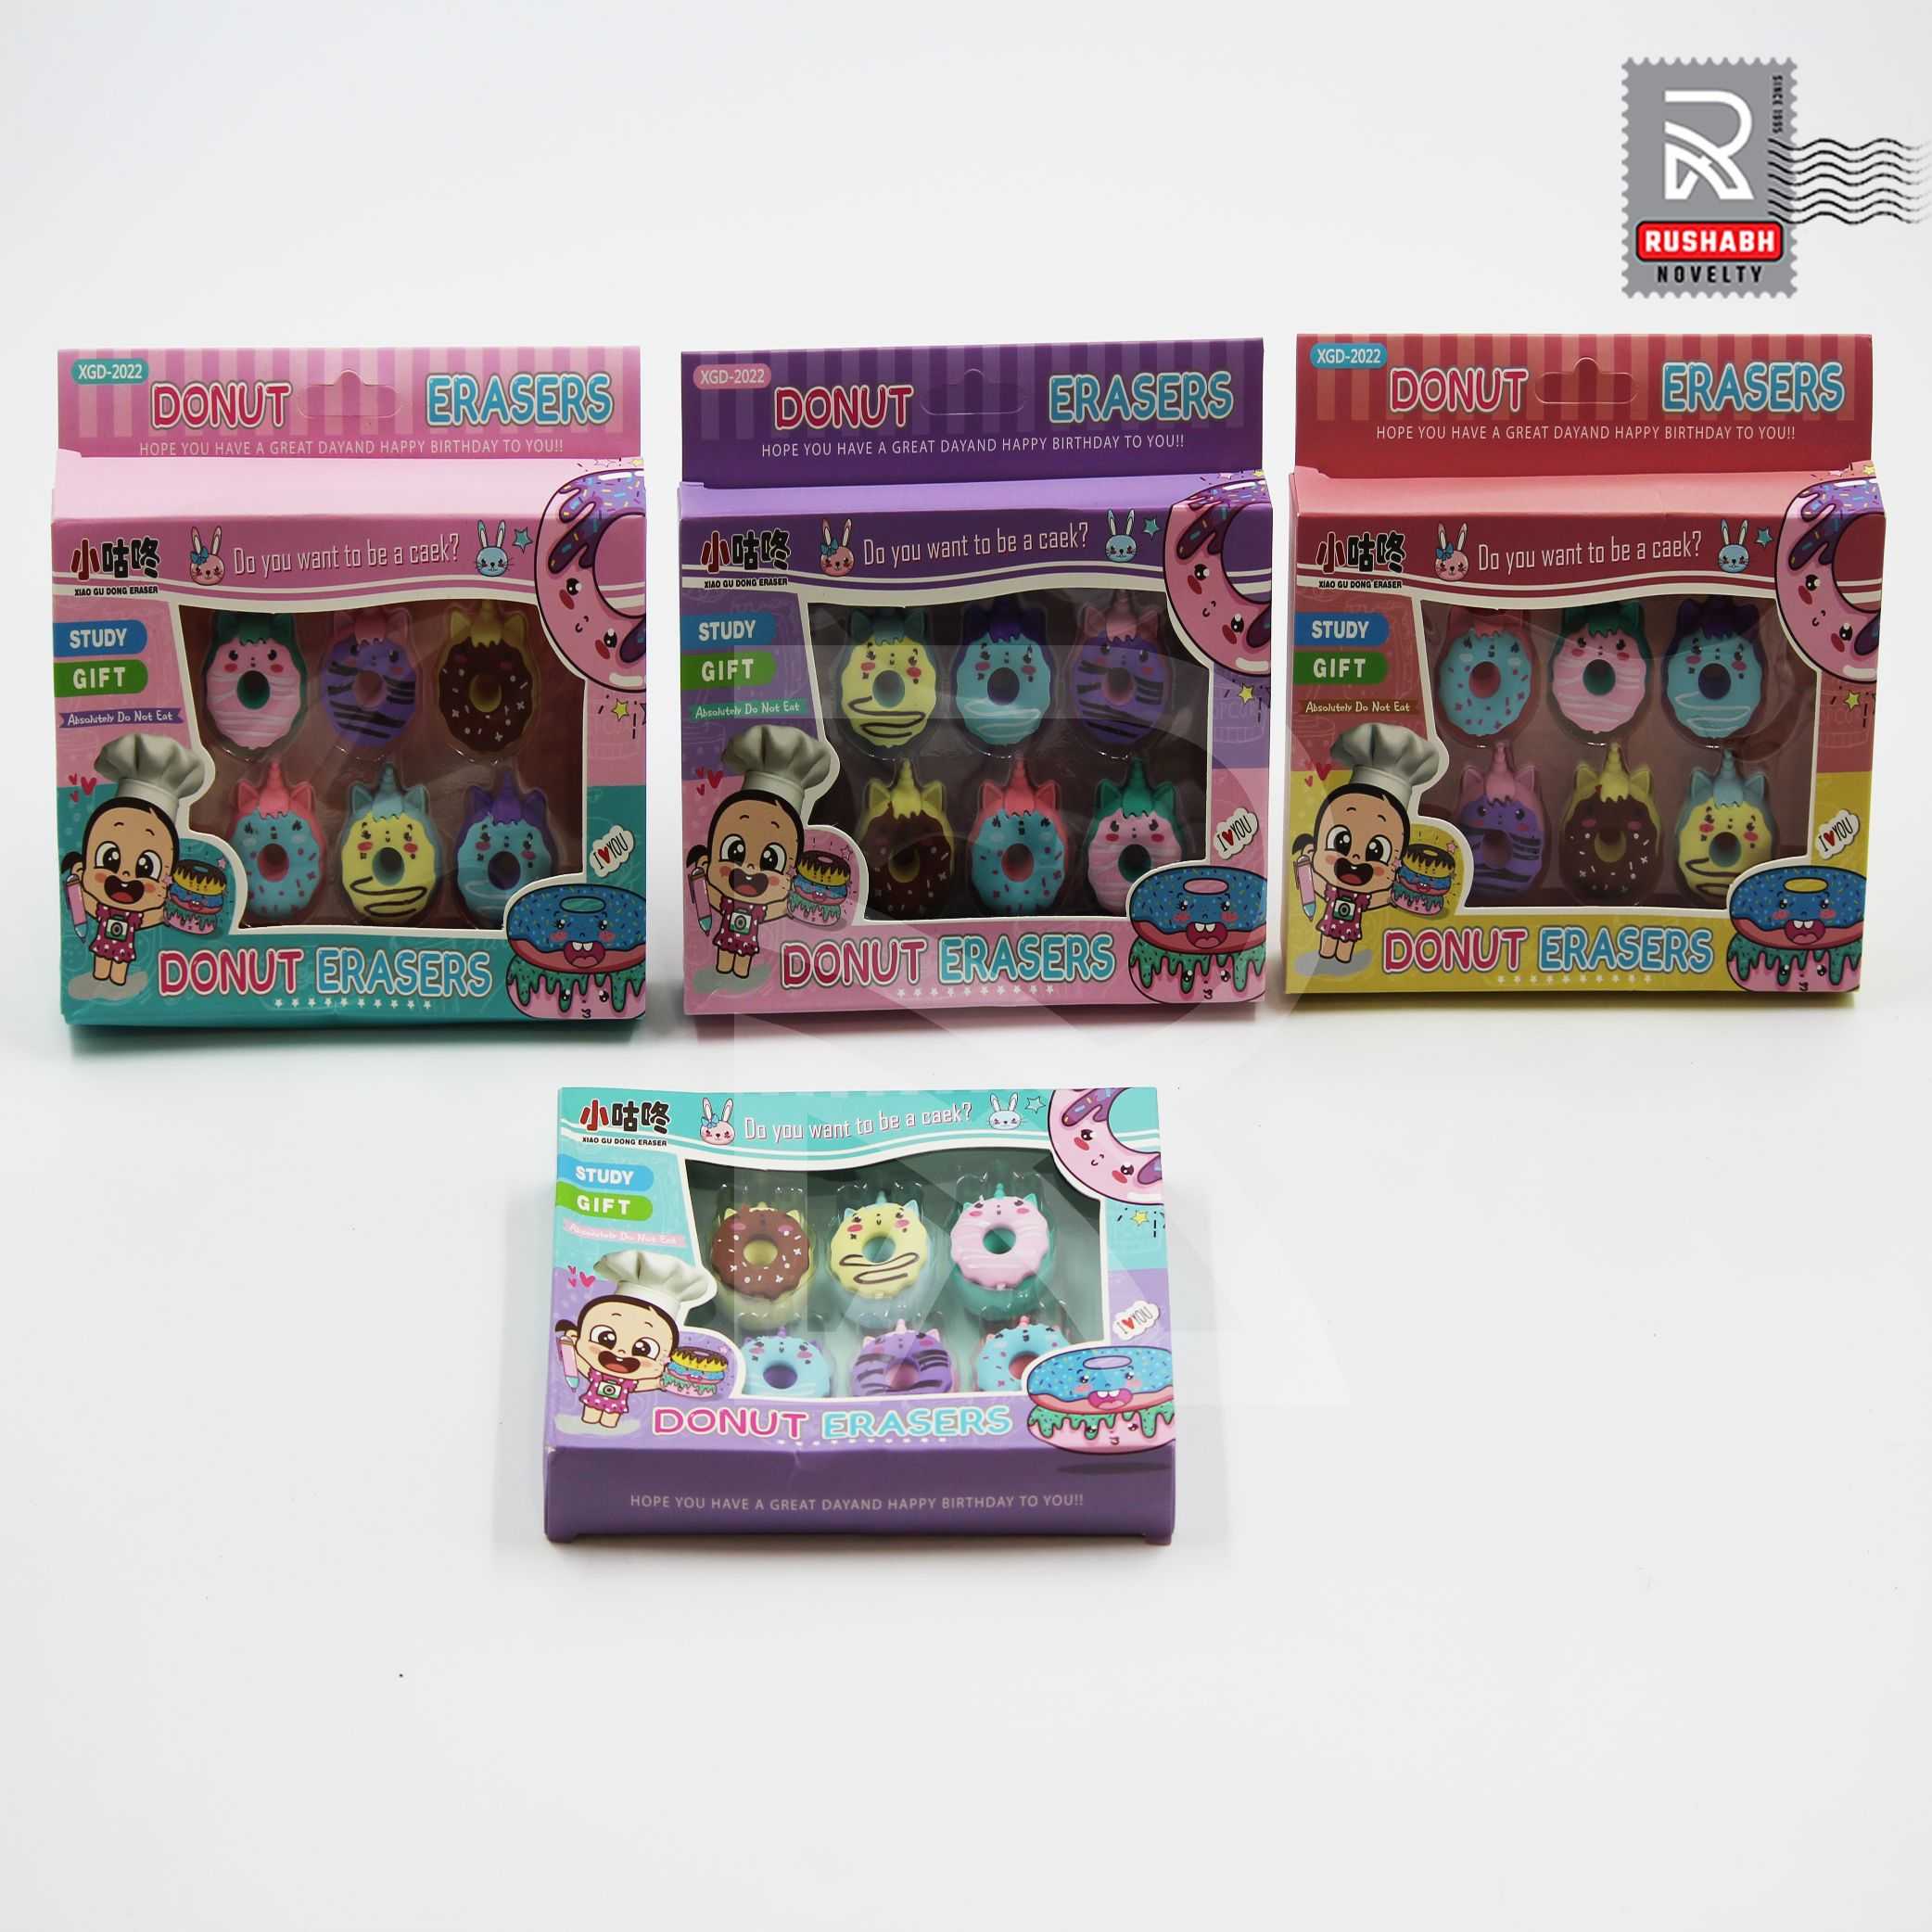 SINCE 1995
R
RUSHABH
NOVELTY
XGD-2022
DONUT ERASERS
HOPE YOU HAVE A GREAT DAYAND HAPPY BIRTHDAY TO YOU!!
小咕咚
XIAO GU DONG ERASER
Do you want to be a caek?
STUDY
GIFT
Absolutely Do Not Eat
I YOU
DONUT ERASERS
XGD-2022
DONUT ERASERS
HOPE YOU HAVE A GREAT DAYAND HAPPY BIRTHDAY TO YOU!!
小咕咚
XIAO GU DONG ERASER
Do you want to be a caek?
STUDY
GIFT
Absolutely Do Not Eat
I YOU
DONUT ERASERS
XGD-2022
DONUT ERASERS
HOPE YOU HAVE A GREAT DAYAND HAPPY BIRTHDAY TO YOU!!
小咕咚
XIAO GU DONG ERASER
Do you want to be a caek?
STUDY
GIFT
Absolutely Do Not Eat
I YOU
DONUT ERASERS
小咕咚
XIAO GU DONG ERASER
Do you want to be a caek?
STUDY
GIFT
Absolutely Do Not Eat
I YOU
DONUT ERASERS
HOPE YOU HAVE A GREAT DAYAND HAPPY BIRTHDAY TO YOU!!